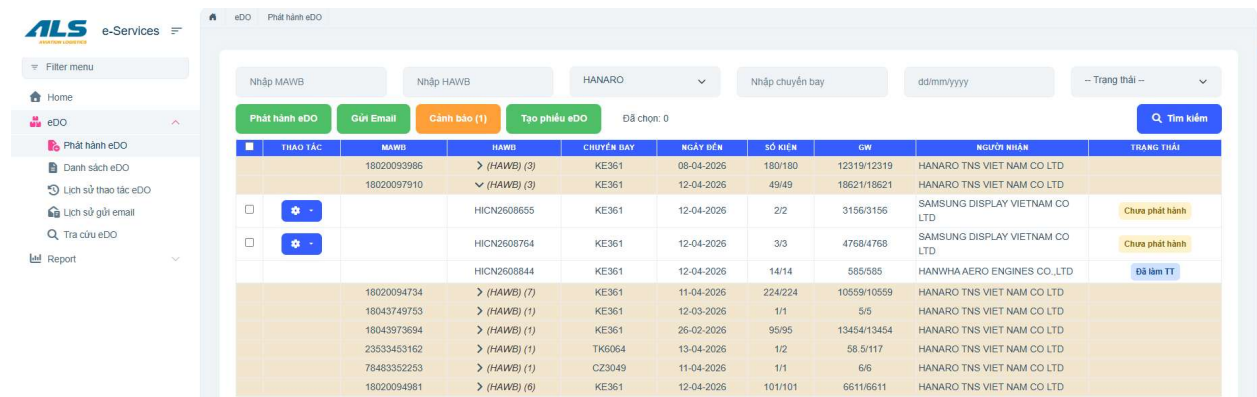 ALS
AVIATION LOGISTICS
e-Services
eDO Phát hành eDO
Filter menu
Home
eDO
Phát hành eDO
Danh sách eDO
Lịch sử thao tác eDO
Lịch sử gửi email
Tra cứu eDO
Report
Nhập MAWB Nhập HAWB HANARO Nhập chuyến bay dd/mm/yyyy -- Trạng thái --
Phát hành eDO Gửi Email Cảnh báo (1) Tạo phiếu eDO Đã chọn: 0 Tìm kiếm
THAO TÁC MAWB HAWB CHUYẾN BAY NGÀY ĐẾN SỐ KIỆN GW NGƯỜI NHẬN TRẠNG THÁI
18020093986 (HAWB) (3) KE361 08-04-2026 180/180 12319/12319 HANARO TNS VIET NAM CO LTD
18020097910 (HAWB) (3) KE361 12-04-2026 49/49 18621/18621 HANARO TNS VIET NAM CO LTD
HICN2608655 KE361 12-04-2026 2/2 3156/3156 SAMSUNG DISPLAY VIETNAM CO LTD Chưa phát hành
HICN2608764 KE361 12-04-2026 3/3 4768/4768 SAMSUNG DISPLAY VIETNAM CO LTD Chưa phát hành
HICN2608844 KE361 12-04-2026 14/14 585/585 HANWHA AERO ENGINES CO.,LTD Đã làm TT
18020094734 (HAWB) (7) KE361 11-04-2026 224/224 10559/10559 HANARO TNS VIET NAM CO LTD
18043749753 (HAWB) (1) KE361 12-03-2026 1/1 5/5 HANARO TNS VIET NAM CO LTD
18043973694 (HAWB) (1) KE361 26-02-2026 95/95 13454/13454 HANARO TNS VIET NAM CO LTD
23533453162 (HAWB) (1) TK6064 13-04-2026 1/2 58.5/117 HANARO TNS VIET NAM CO LTD
78483352253 (HAWB) (1) CZ3049 11-04-2026 1/1 6/6 HANARO TNS VIET NAM CO LTD
18020094981 (HAWB) (6) KE361 12-04-2026 101/101 6611/6611 HANARO TNS VIET NAM CO LTD